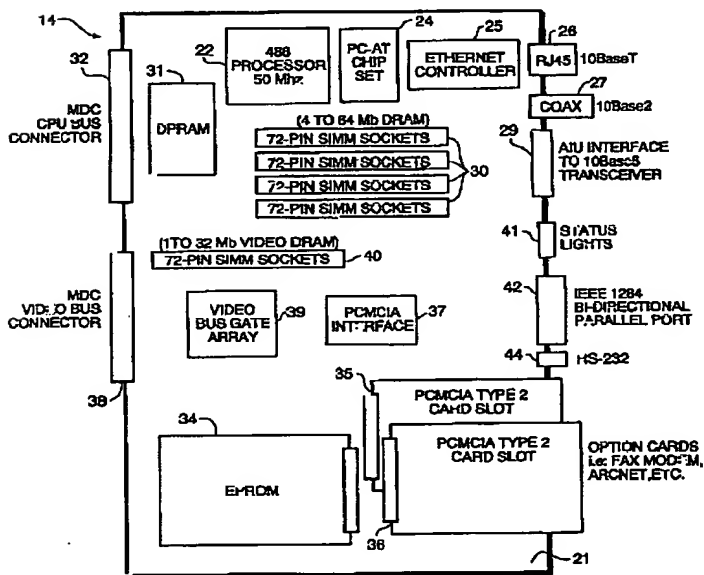 14
32
MDC
CPU BUS
CONNECTOR
31
DPRAM
22
486
PROCESSOR
50 Mhz
24
PC-AT
CHIP
SET
25
ETHERNET
CONTROLLER
26
RJ45
10BaseT
27
COAX
10Base2
(4 TO 64 Mb DRAM)
72-PIN SIMM SOCKETS
72-PIN SIMM SOCKETS
72-PIN SIMM SOCKETS
72-PIN SIMM SOCKETS
30
29
AIU INTERFACE
TO 10Base5
TRANSCEIVER
41
STATUS
LIGHTS
(1 TO 32 Mb VIDEO DRAM)
72-PIN SIMM SOCKETS
40
MDC
VIDEO BUS
CONNECTOR
38
VIDEO
BUS GATE
ARRAY
39
PCMCIA
INTERFACE
37
42
IEEE 1284
BI-DIRECTIONAL
PARALLEL PORT
44
HS-232
35
PCMCIA TYPE 2
CARD SLOT
PCMCIA TYPE 2
CARD SLOT
36
34
EPROM
OPTION CARDS
i.e: FAX MODEM,
ARCNET, ETC.
21